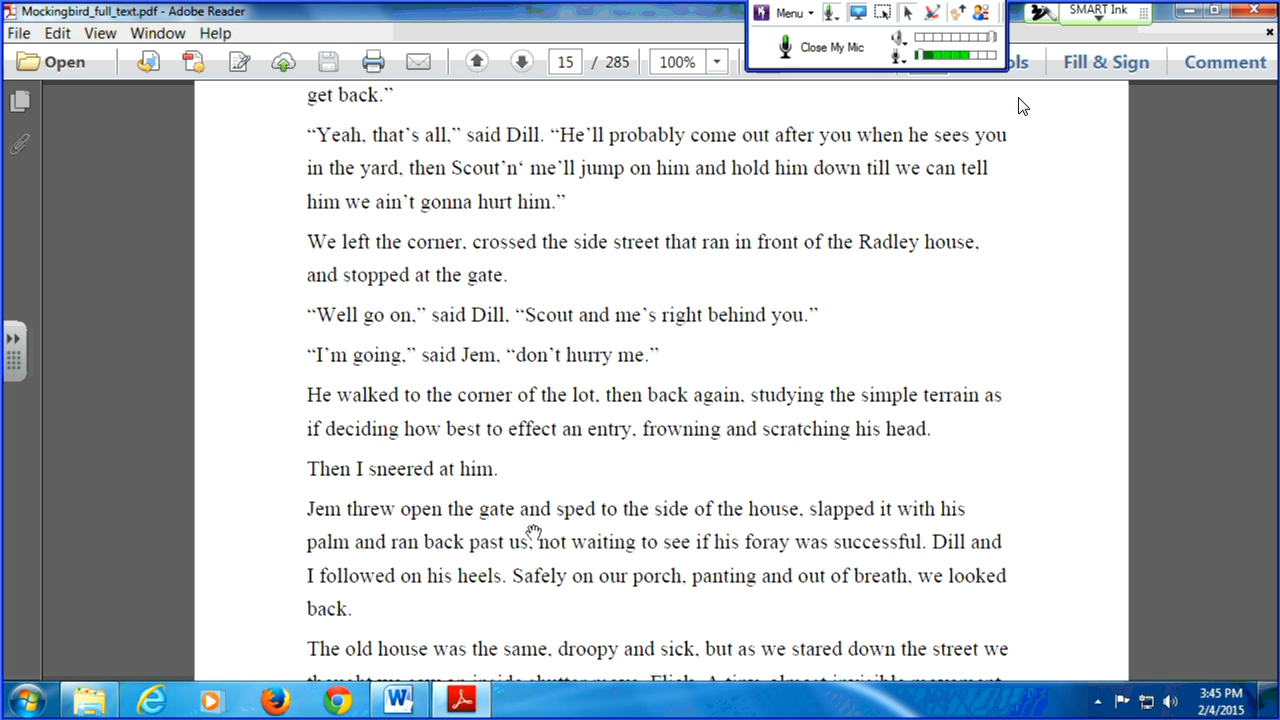 Mockingbird_full_text.pdf - Adobe Reader
Menu
SMART Ink
File Edit View Window Help
Close My Mic
Open
15 / 285
100%
Fill & Sign
Comment
get back.”
“Yeah, that’s all,” said Dill. “He’ll probably come out after you when he sees you
in the yard, then Scout’n‘ me’ll jump on him and hold him down till we can tell
him we ain’t gonna hurt him.”
We left the corner, crossed the side street that ran in front of the Radley house,
and stopped at the gate.
“Well go on,” said Dill, “Scout and me’s right behind you.”
“I’m going,” said Jem, “don’t hurry me.”
He walked to the corner of the lot, then back again, studying the simple terrain as
if deciding how best to effect an entry, frowning and scratching his head.
Then I sneered at him.
Jem threw open the gate and sped to the side of the house, slapped it with his
palm and ran back past us, not waiting to see if his foray was successful. Dill and
I followed on his heels. Safely on our porch, panting and out of breath, we looked
back.
The old house was the same, droopy and sick, but as we stared down the street we
3:45 PM
2/4/2015